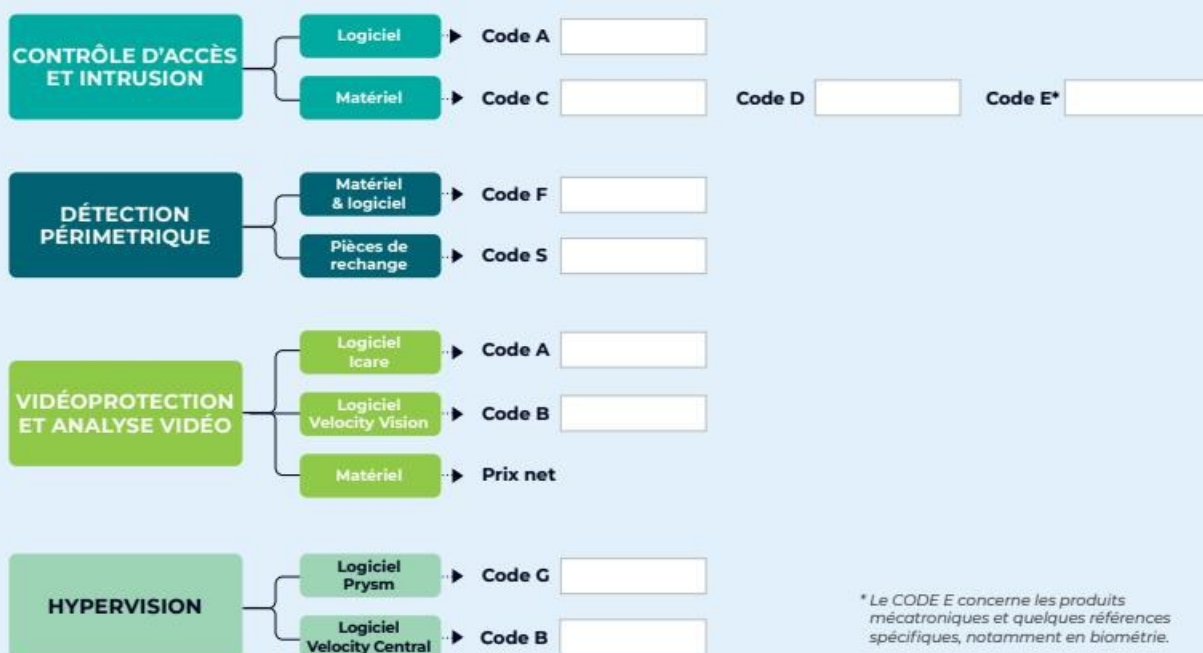 CONTRÔLE D'ACCÈS
ET INTRUSION
Logiciel
Code A
Matériel
Code C
Code D
Code E*
DÉTECTION
PÉRIMETRIQUE
Matériel
& logiciel
Code F
Pièces de
rechange
Code S
VIDÉOPROTECTION
ET ANALYSE VIDÉO
Logiciel
Icare
Code A
Logiciel
Velocity Vision
Code B
Matériel
Prix net
HYPERVISION
Logiciel
Prysm
Code G
Logiciel
Velocity Central
Code B
* Le CODE E concerne les produits
mécatroniques et quelques références
spécifiques, notamment en biométrie.